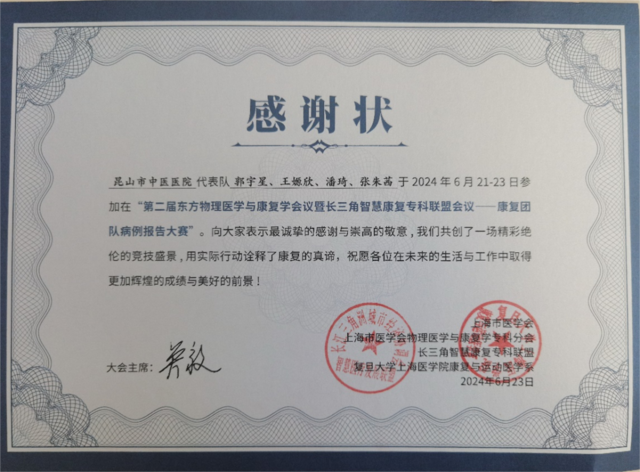 感谢状
昆山市中医医院 代表队 郭宇星、王娜欣、潘琦、张朱茜 于 2024 年 6 月 21-23 日参
加在“第二届东方物理医学与康复学会议暨长三角智慧康复专科联盟会议——康复团
队病例报告大赛”。向大家表示最诚挚的感谢与崇高的敬意，我们共创了一场精彩绝
伦的竞技盛景，用实际行动诠释了康复的真谛，祝愿各位在未来的生活与工作中取得
更加辉煌的成绩与美好的前景！
上海市医学会
上海市医学会物理医学与康复学专科分会
长三角智慧康复专科联盟
复旦大学上海医学院康复与运动医学系
大会主席：
2024年6月23日